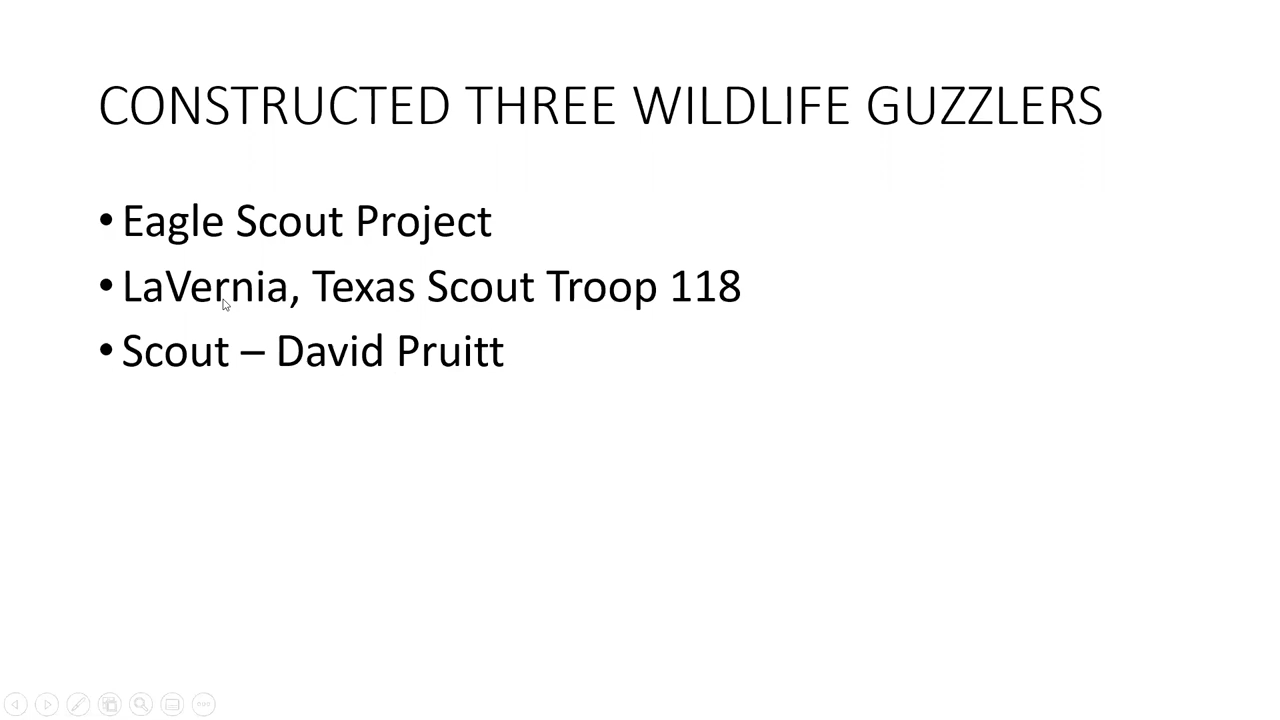 CONSTRUCTED THREE WILDLIFE GUZZLERS
• Eagle Scout Project
• LaVernia, Texas Scout Troop 118
• Scout – David Pruitt